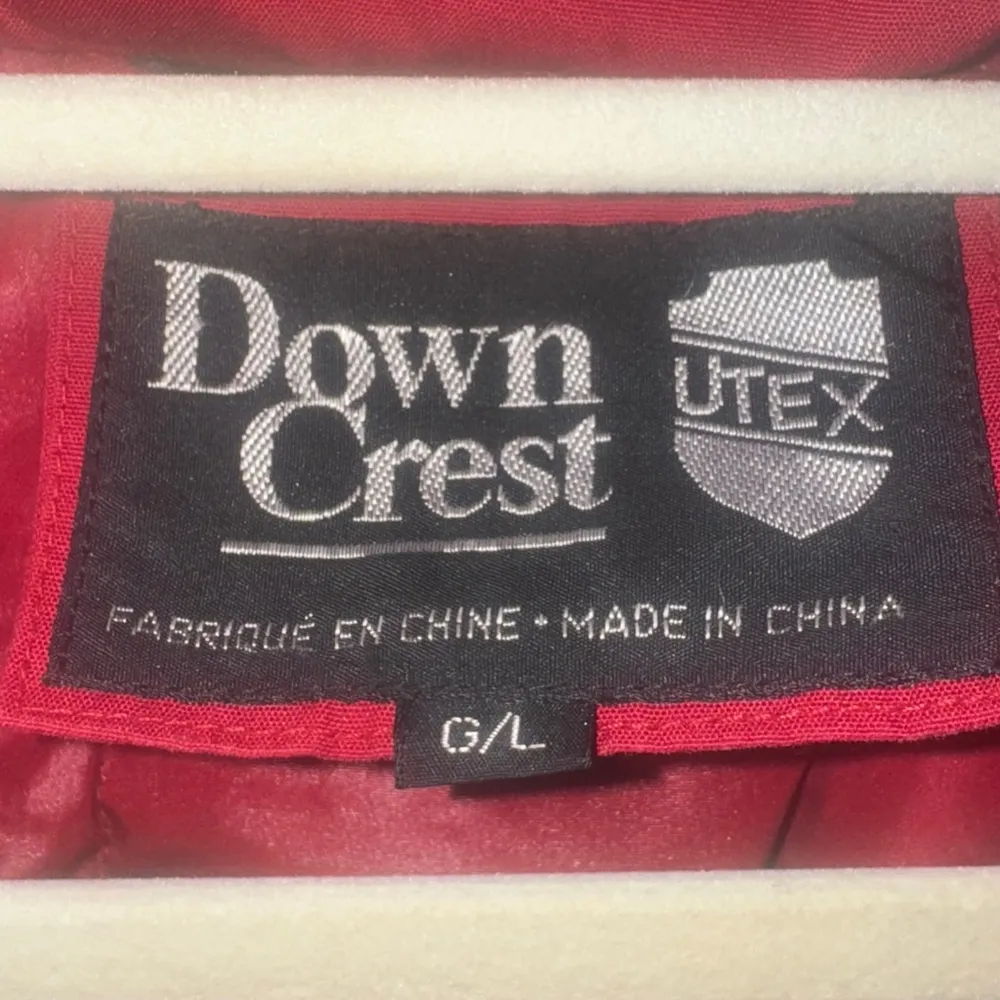 Down
Crest
UTEX
FABRIQUÉ EN CHINE • MADE IN CHINA
G/L